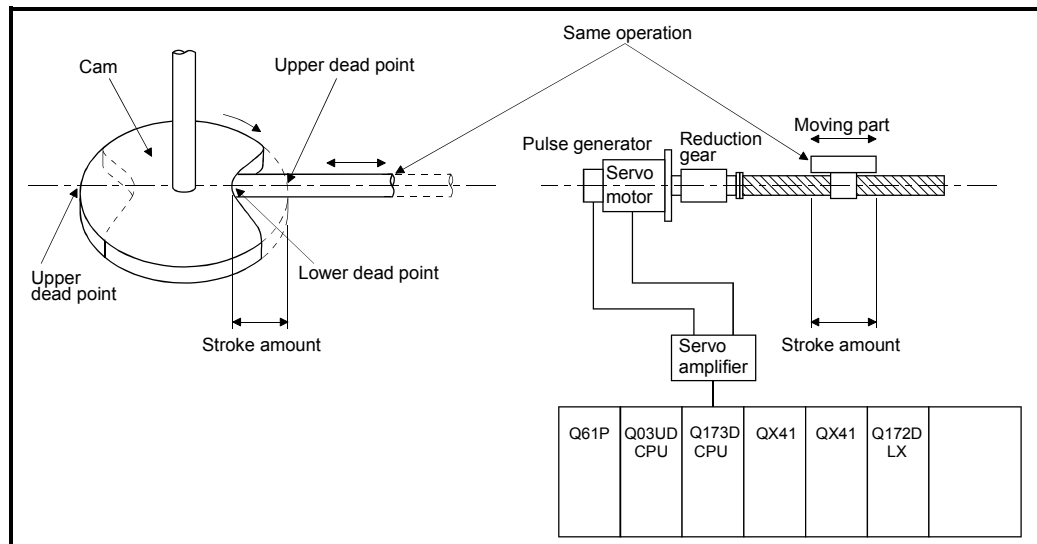 Same operation
Cam
Upper dead point
Upper
dead point
Lower dead point
Stroke amount
Pulse generator
Reduction
gear
Moving part
Servo
motor
Stroke amount
Servo
amplifier
Q61P
Q03UD
CPU
Q173D
CPU
QX41
QX41
Q172D
LX